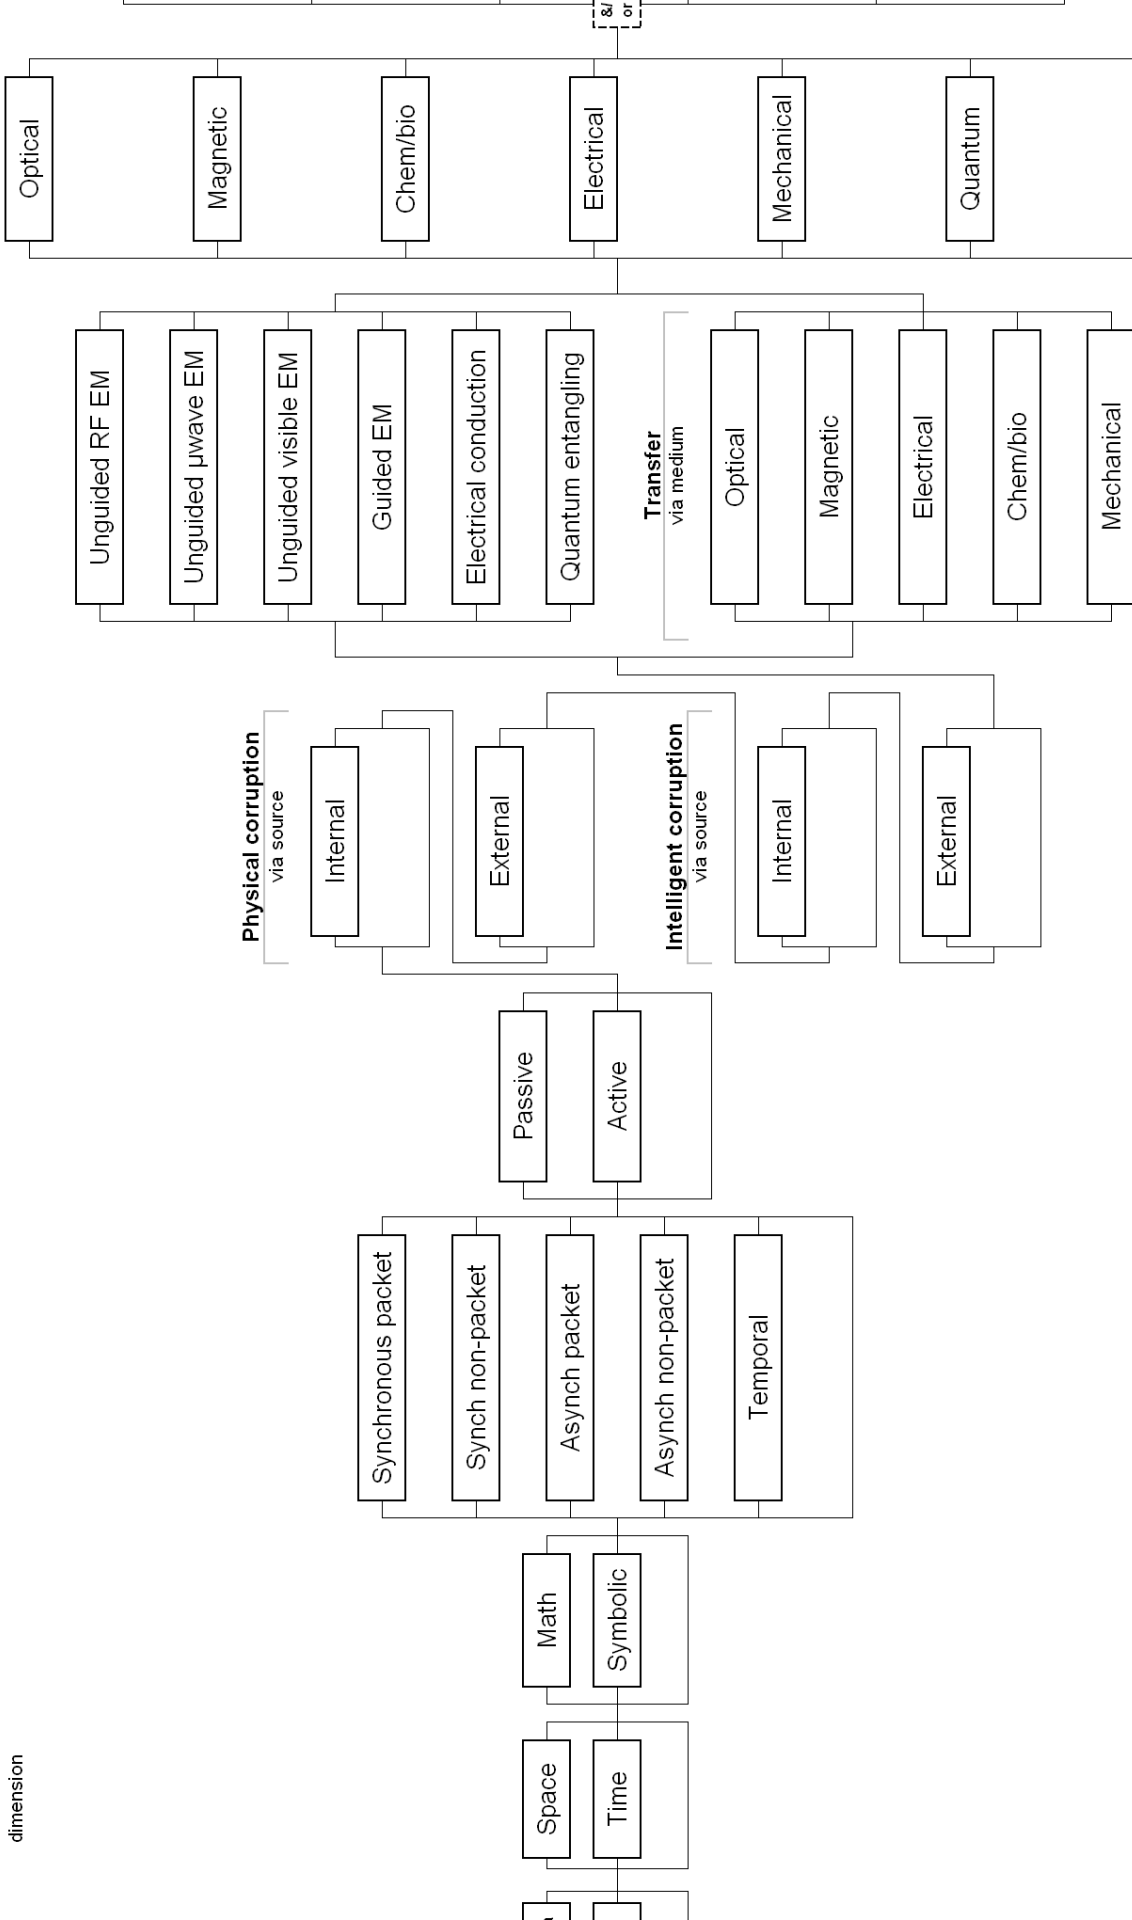 &/
or
Optical
Magnetic
Chem/bio
Electrical
Mechanical
Quantum
Unguided RF EM
Unguided µwave EM
Unguided visible EM
Guided EM
Electrical conduction
Quantum entangling
Transfer
via medium
Optical
Magnetic
Electrical
Chem/bio
Mechanical
Physical corruption
via source
Internal
External
Intelligent corruption
via source
Internal
External
Passive
Active
Synchronous packet
Synch non-packet
Asynch packet
Asynch non-packet
Temporal
Math
Symbolic
dimension
Space
Time